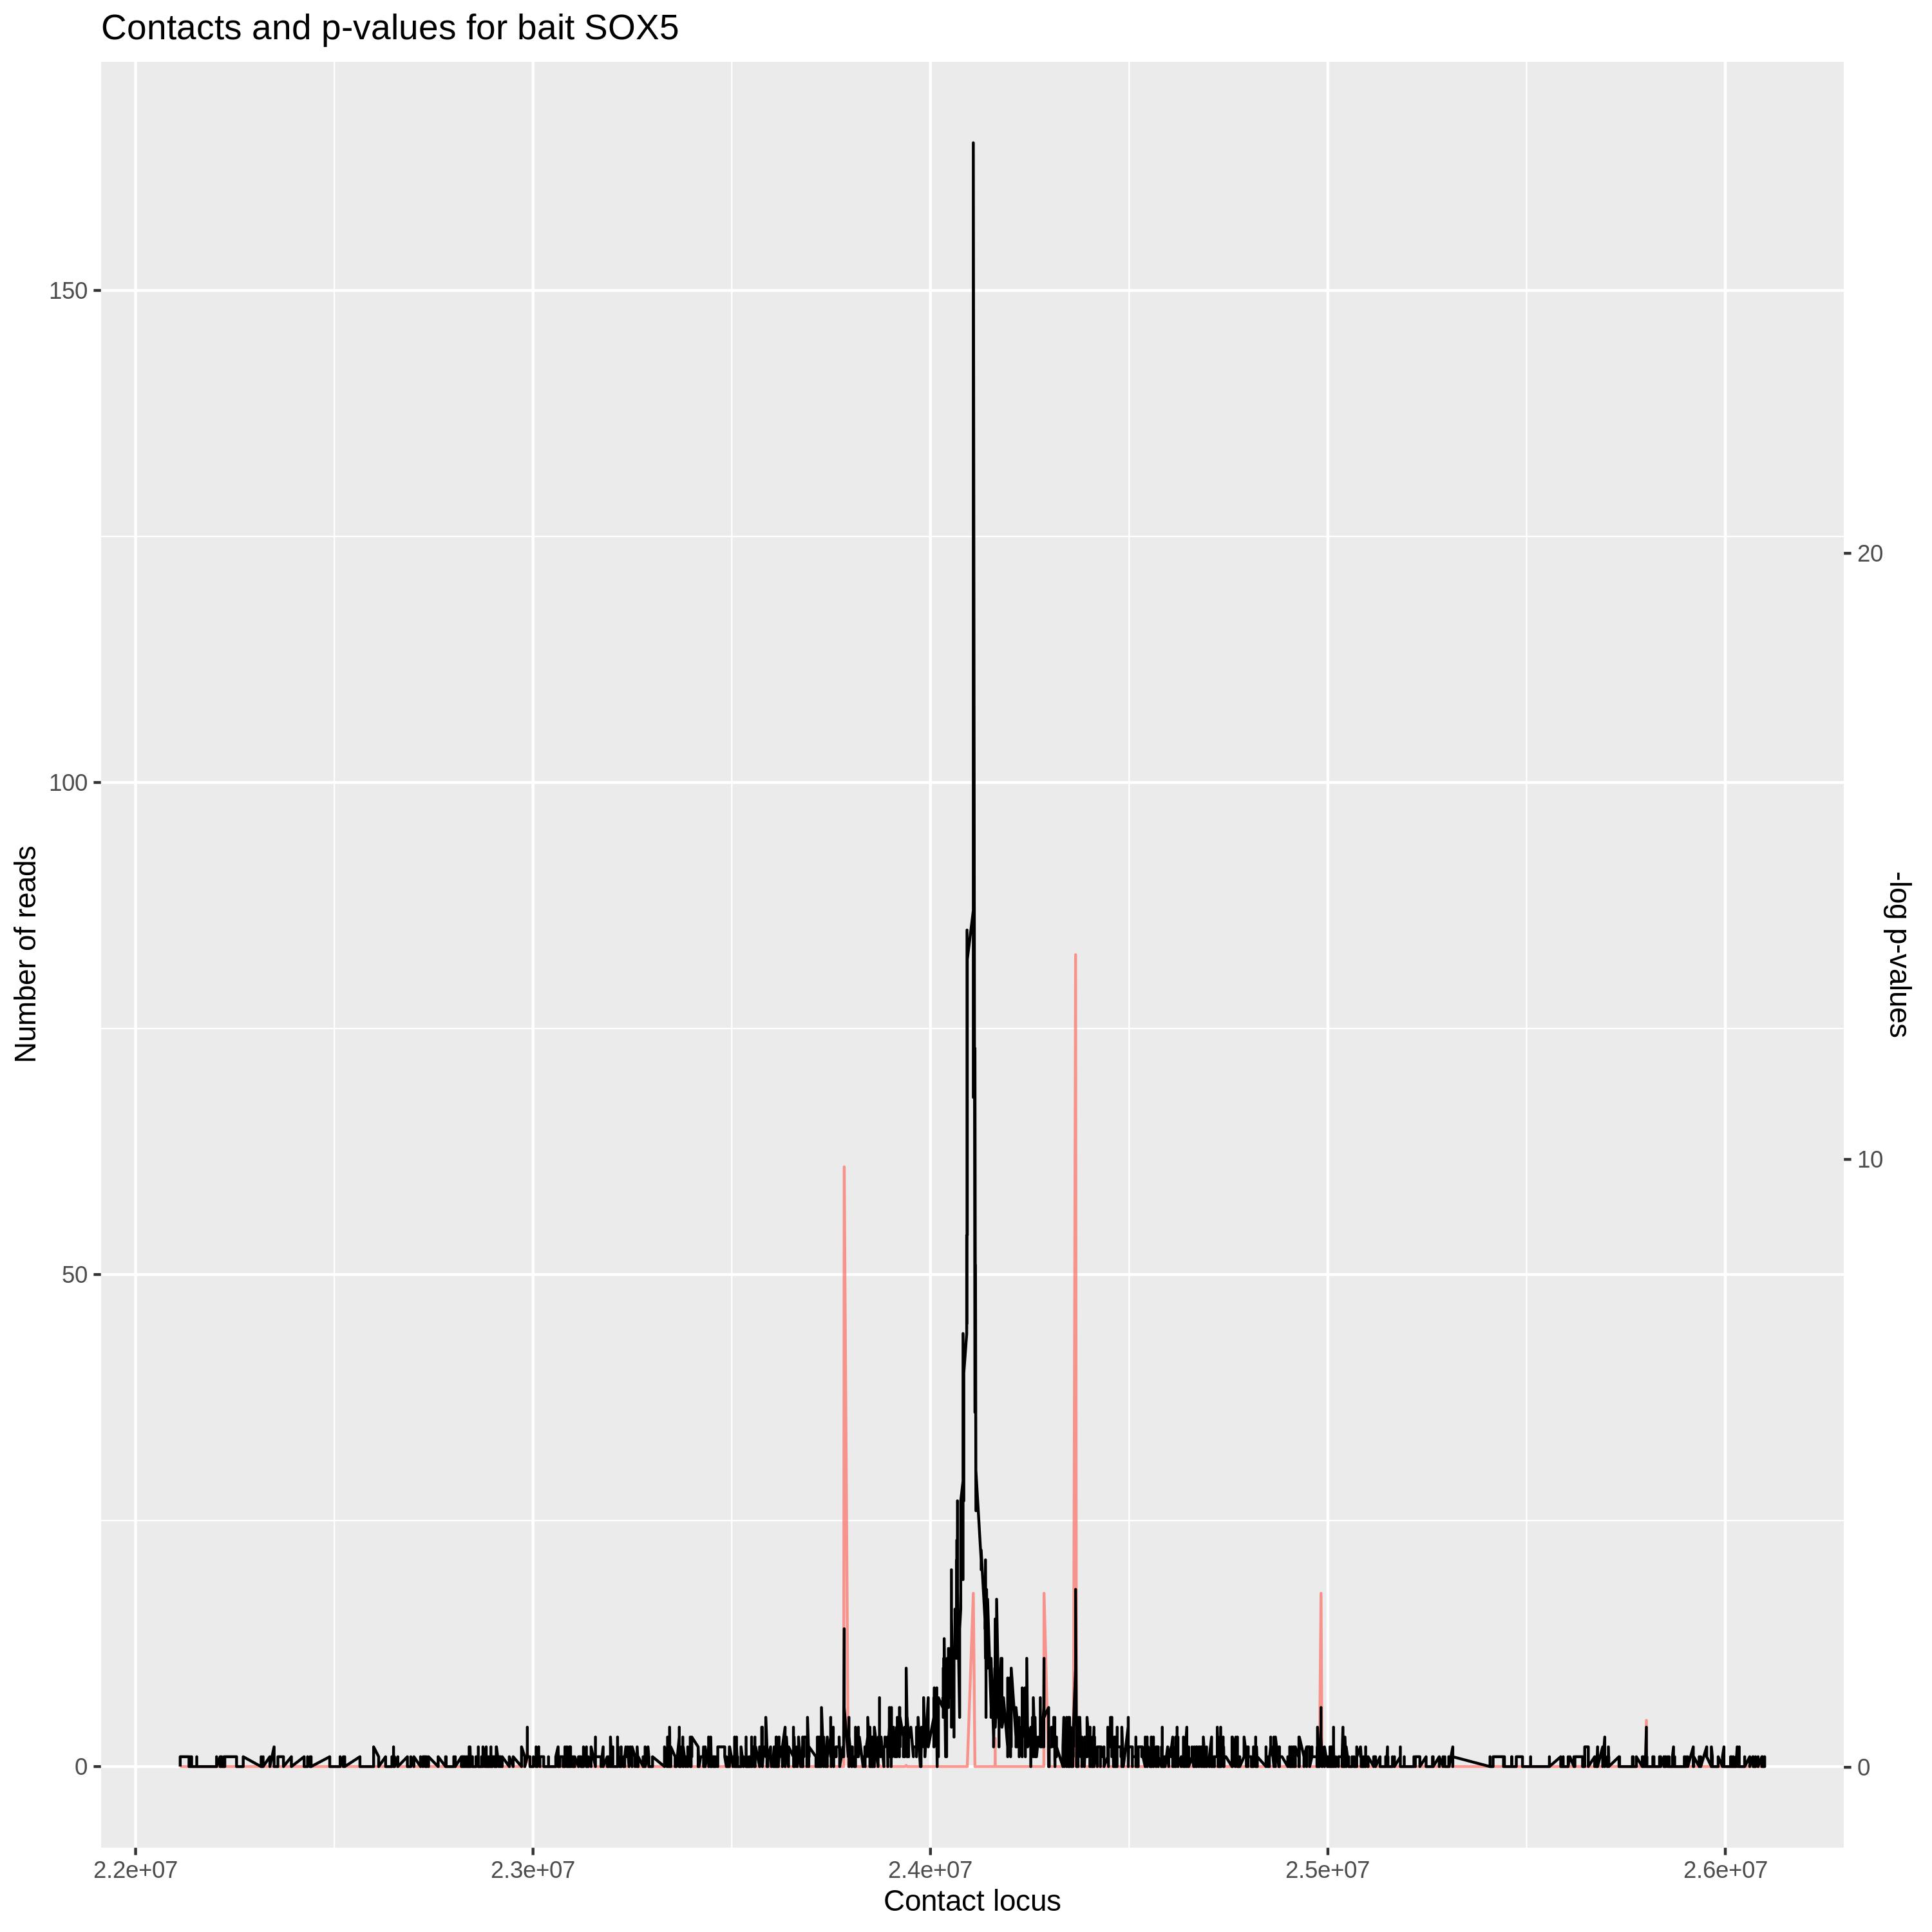 Contacts and p-values for bait SOX5
150
100
50
0
Number of reads
20
10
0
-log p-values
2.2e+07
2.3e+07
2.4e+07
2.5e+07
2.6e+07
Contact locus